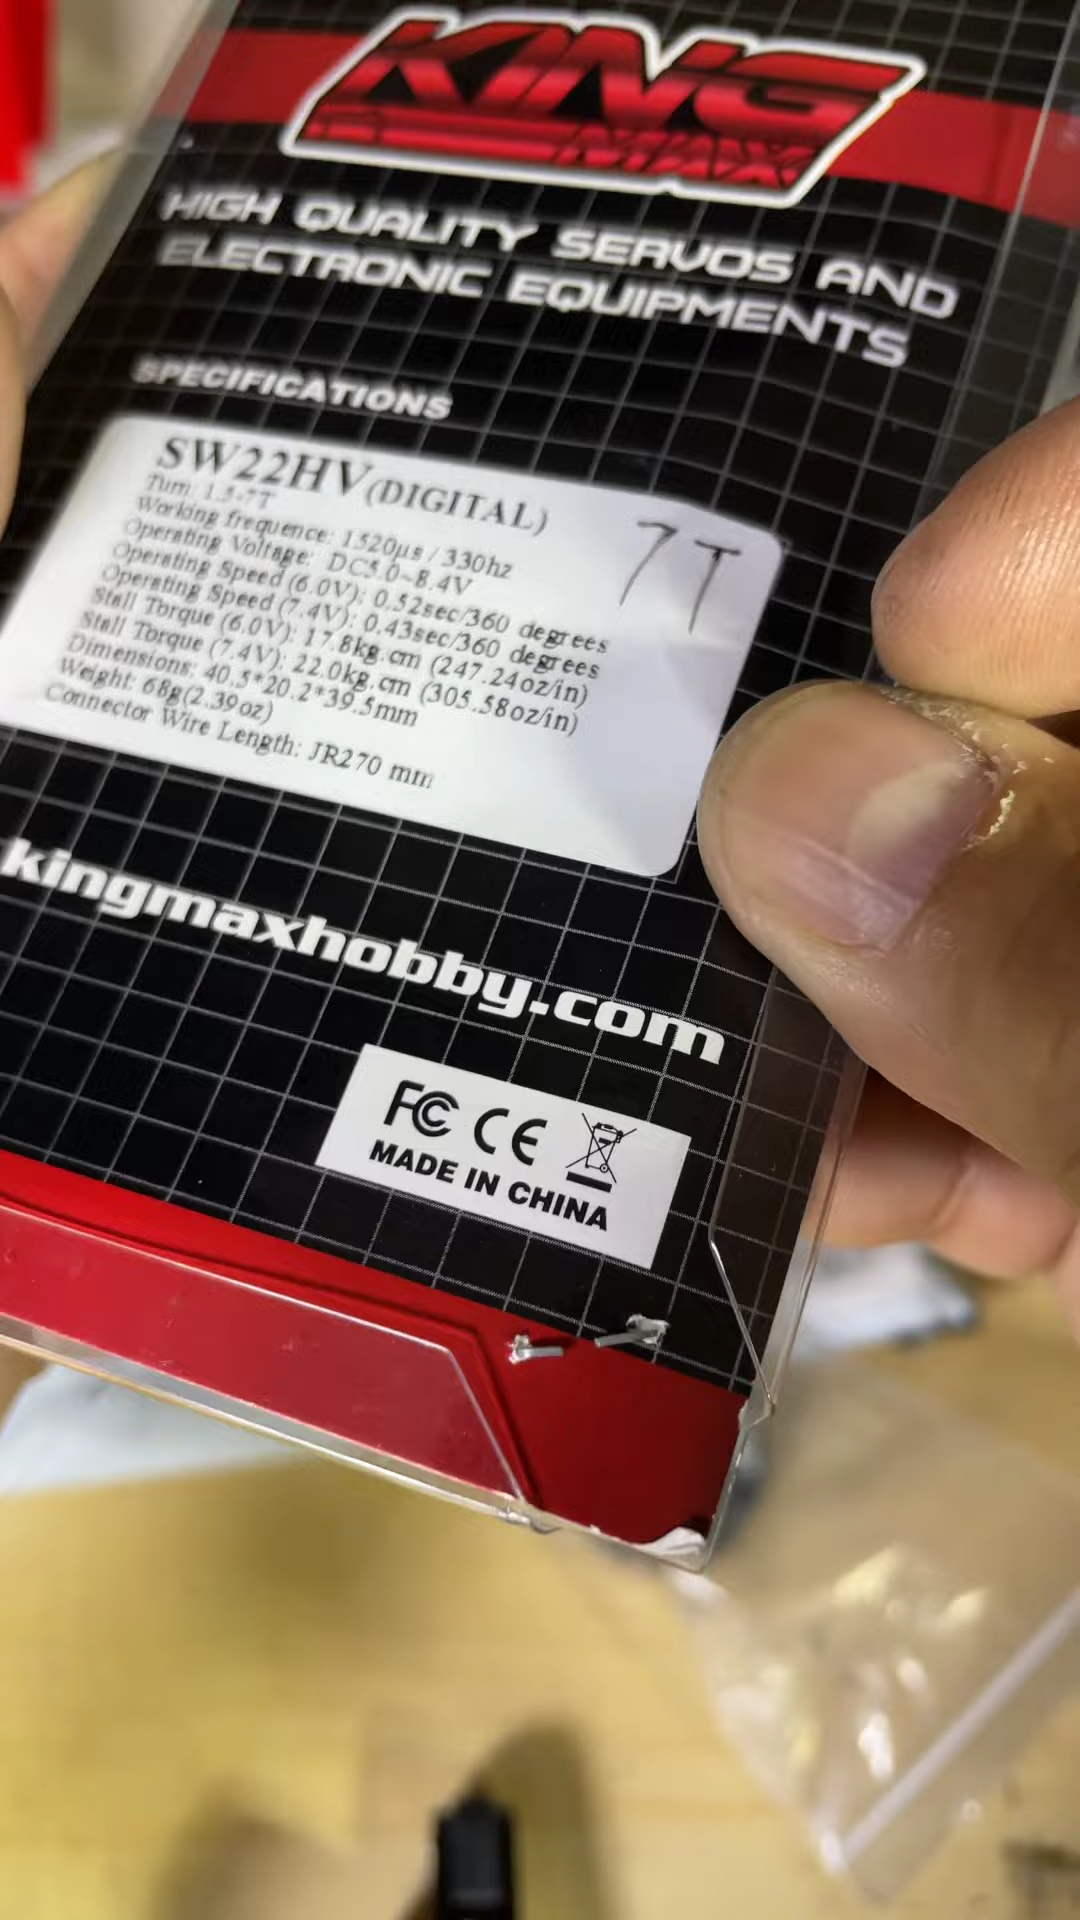 KING
MAX
HIGH QUALITY SERVOS AND
ELECTRONIC EQUIPMENTS
SPECIFICATIONS
SW22HV(DIGITAL)
7T
Turn: 1.5-7T
Working frequence: 1520μs / 330hz
Operating Voltage: DC5.0~8.4V
Operating Speed (6.0V): 0.52sec/360 degrees
Operating Speed (7.4V): 0.43sec/360 degrees
Stall Torque (6.0V): 17.8kg.cm (247.24oz/in)
Stall Torque (7.4V): 22.0kg.cm (305.58oz/in)
Dimensions: 40.5*20.2*39.5mm
Weight: 68g(2.39oz)
Connector Wire Length: JR270 mm
kingmaxhobby.com
FC CE
MADE IN CHINA